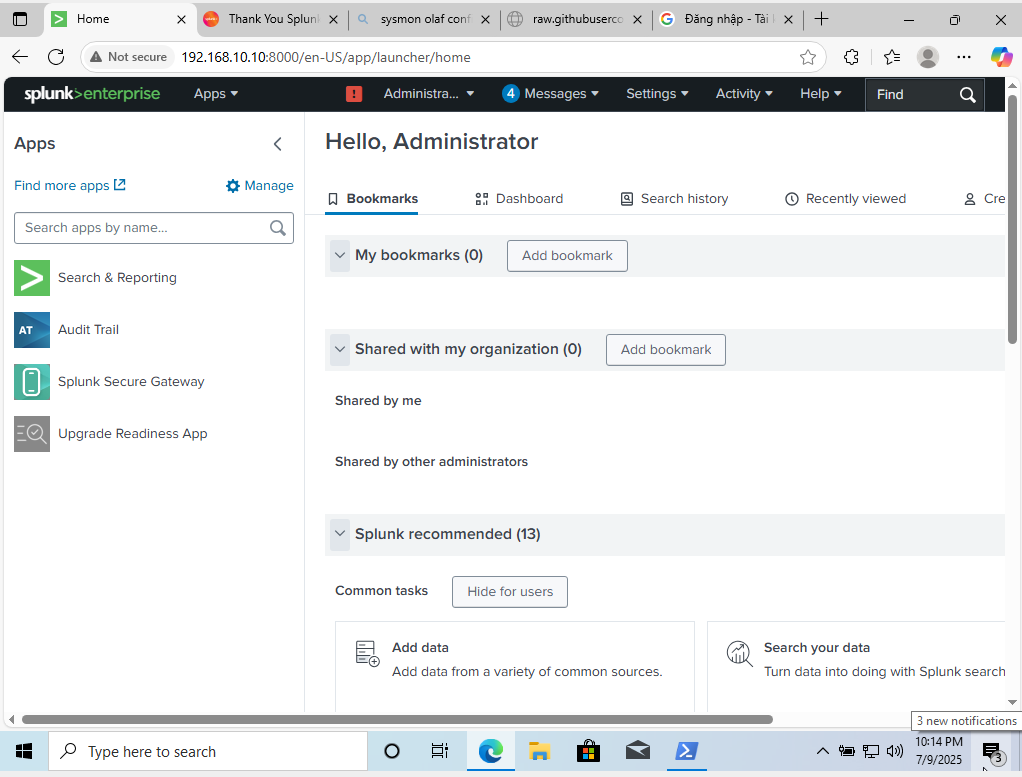 Home
Thank You Splun
sysmon olaf conf
raw.githubuserco
Đăng nhập - Tài
Not secure
192.168.10.10:8000/en-US/app/launcher/home
splunk>enterprise
Apps
!
Administra...
4
Messages
Settings
Activity
Help
Find
Apps
Find more apps
Manage
Search apps by name...
Search & Reporting
AT
Audit Trail
Splunk Secure Gateway
Upgrade Readiness App
Hello, Administrator
Bookmarks
Dashboard
Search history
Recently viewed
Cre
My bookmarks (0)
Add bookmark
Shared with my organization (0)
Add bookmark
Shared by me
Shared by other administrators
Splunk recommended (13)
Common tasks
Hide for users
Add data
Add data from a variety of common sources.
Search your data
Turn data into doing with Splunk search
3 new notifications
Type here to search
10:14 PM
7/9/2025
3